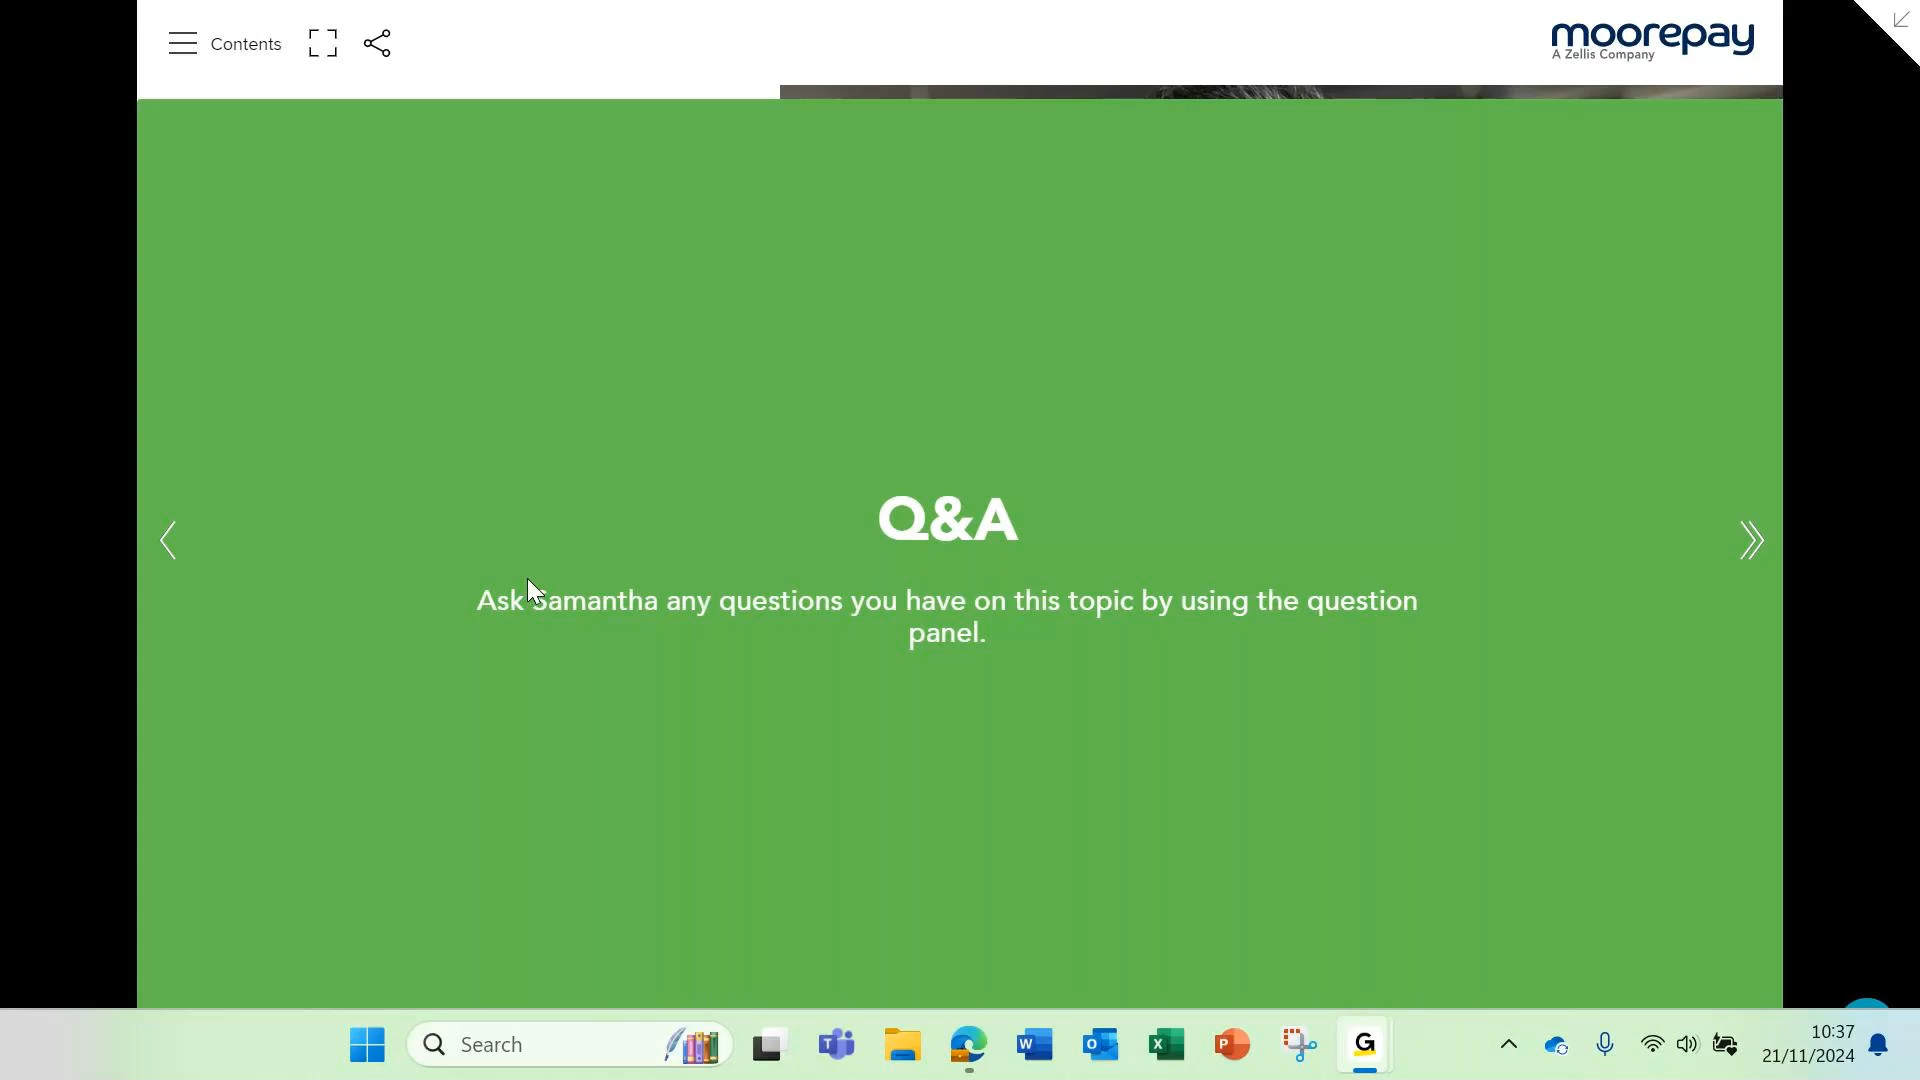 Contents
moorepay
A Zellis Company
Q&A
Ask Samantha any questions you have on this topic by using the question
panel.
Search
10:37
21/11/2024